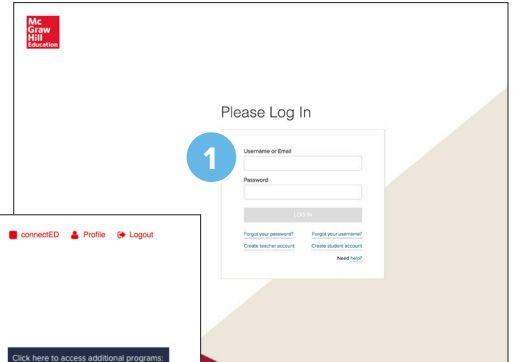 Mc
Graw
Hill
Education
Please Log In
1
Username or Email
Password
LOG IN
Forgot your password? Forgot your username?
Create teacher account Create student account
Need help?
connectED Profile Logout
Click here to access additional programs: